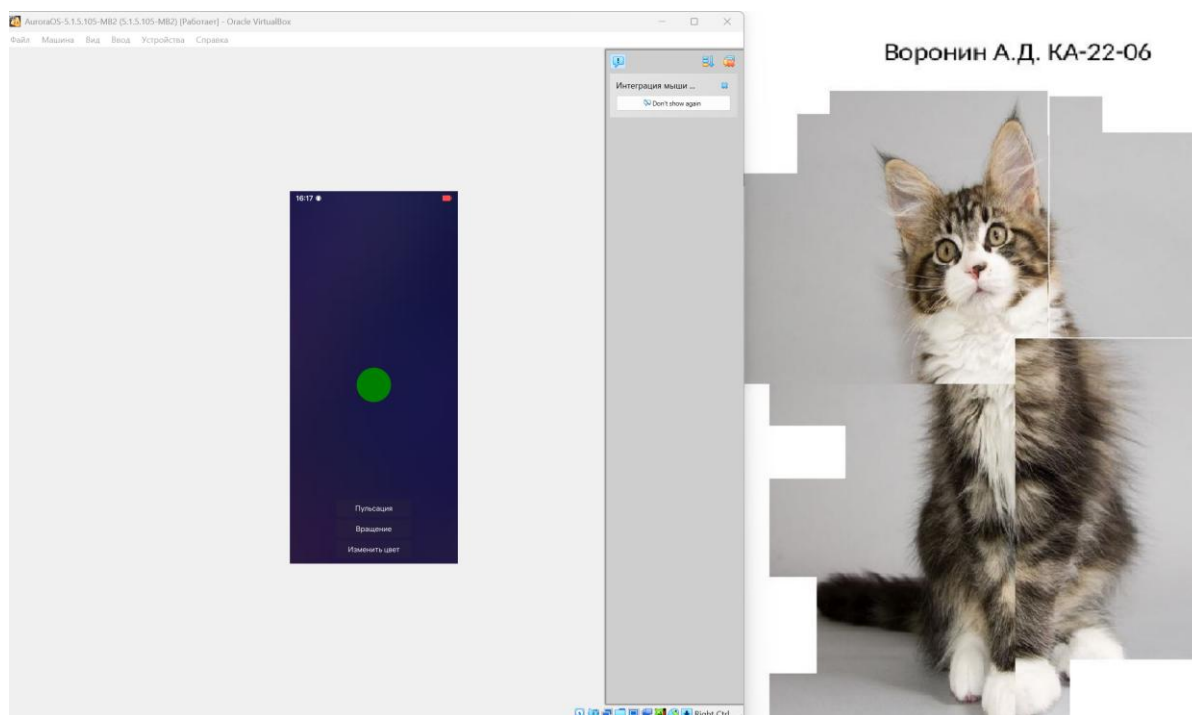 AuroraOS-5.1.5.105-MB2 (5.1.5.105-MB2) [Работает] - Oracle VirtualBox
Файл Машина Вид Ввод Устройства Справка
Интеграция мыши ...
Don't show again
Воронин А.Д. КА-22-06
16:17
Пульсация
Вращение
Изменить цвет
Right Ctrl